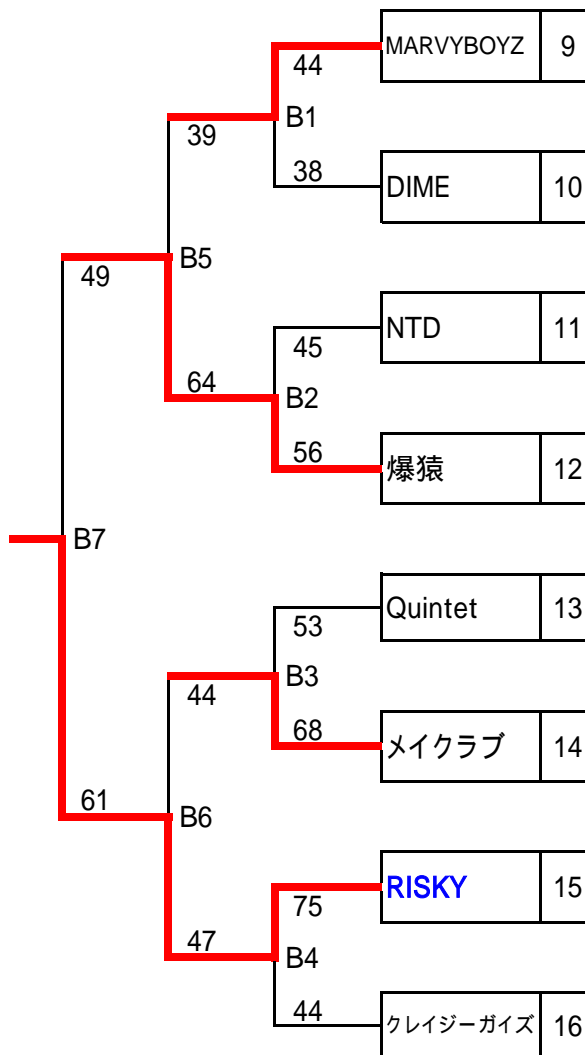 MARVYBOYZ 9
44
B1
39
38
DIME 10
B5
49
NTD 11
45
64
B2
56
爆猿 12
B7
Quintet 13
53
B3
44
68
メイクラブ 14
61
B6
RISKY 15
75
47
B4
44
クレイジーガイズ 16